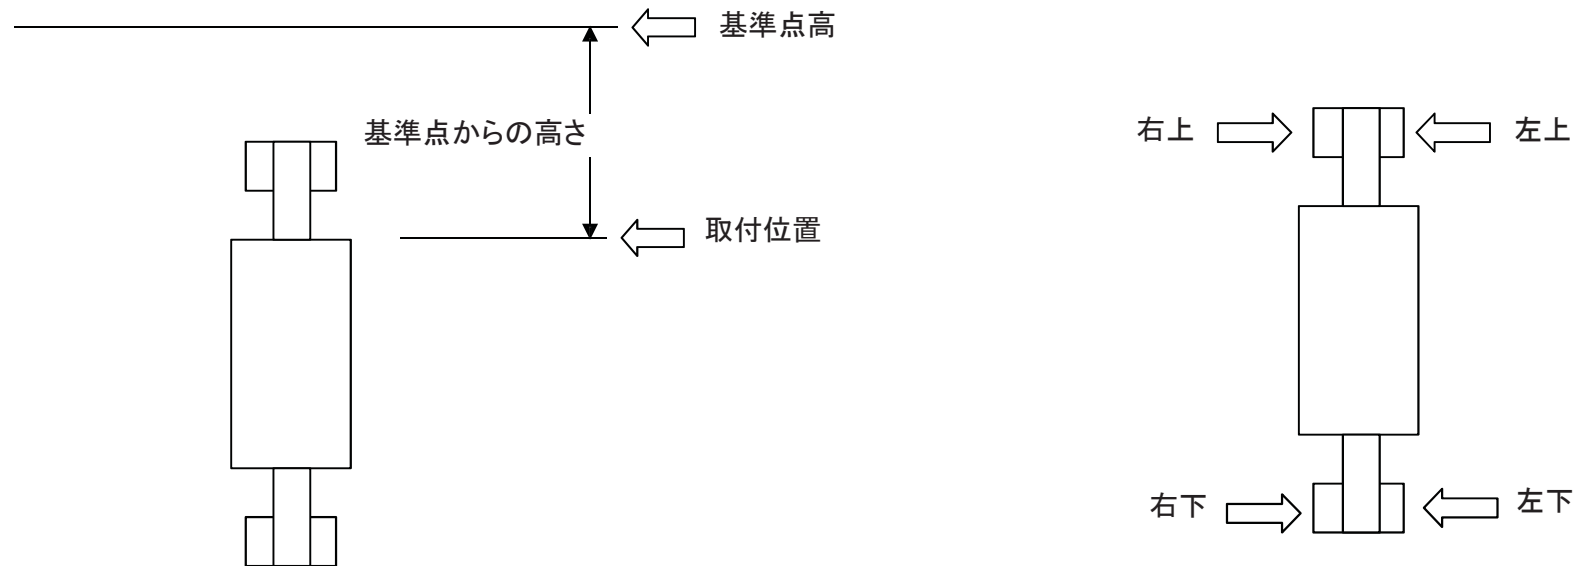 基準点高
基準点からの高さ
取付位置
右上
左上
右下
左下